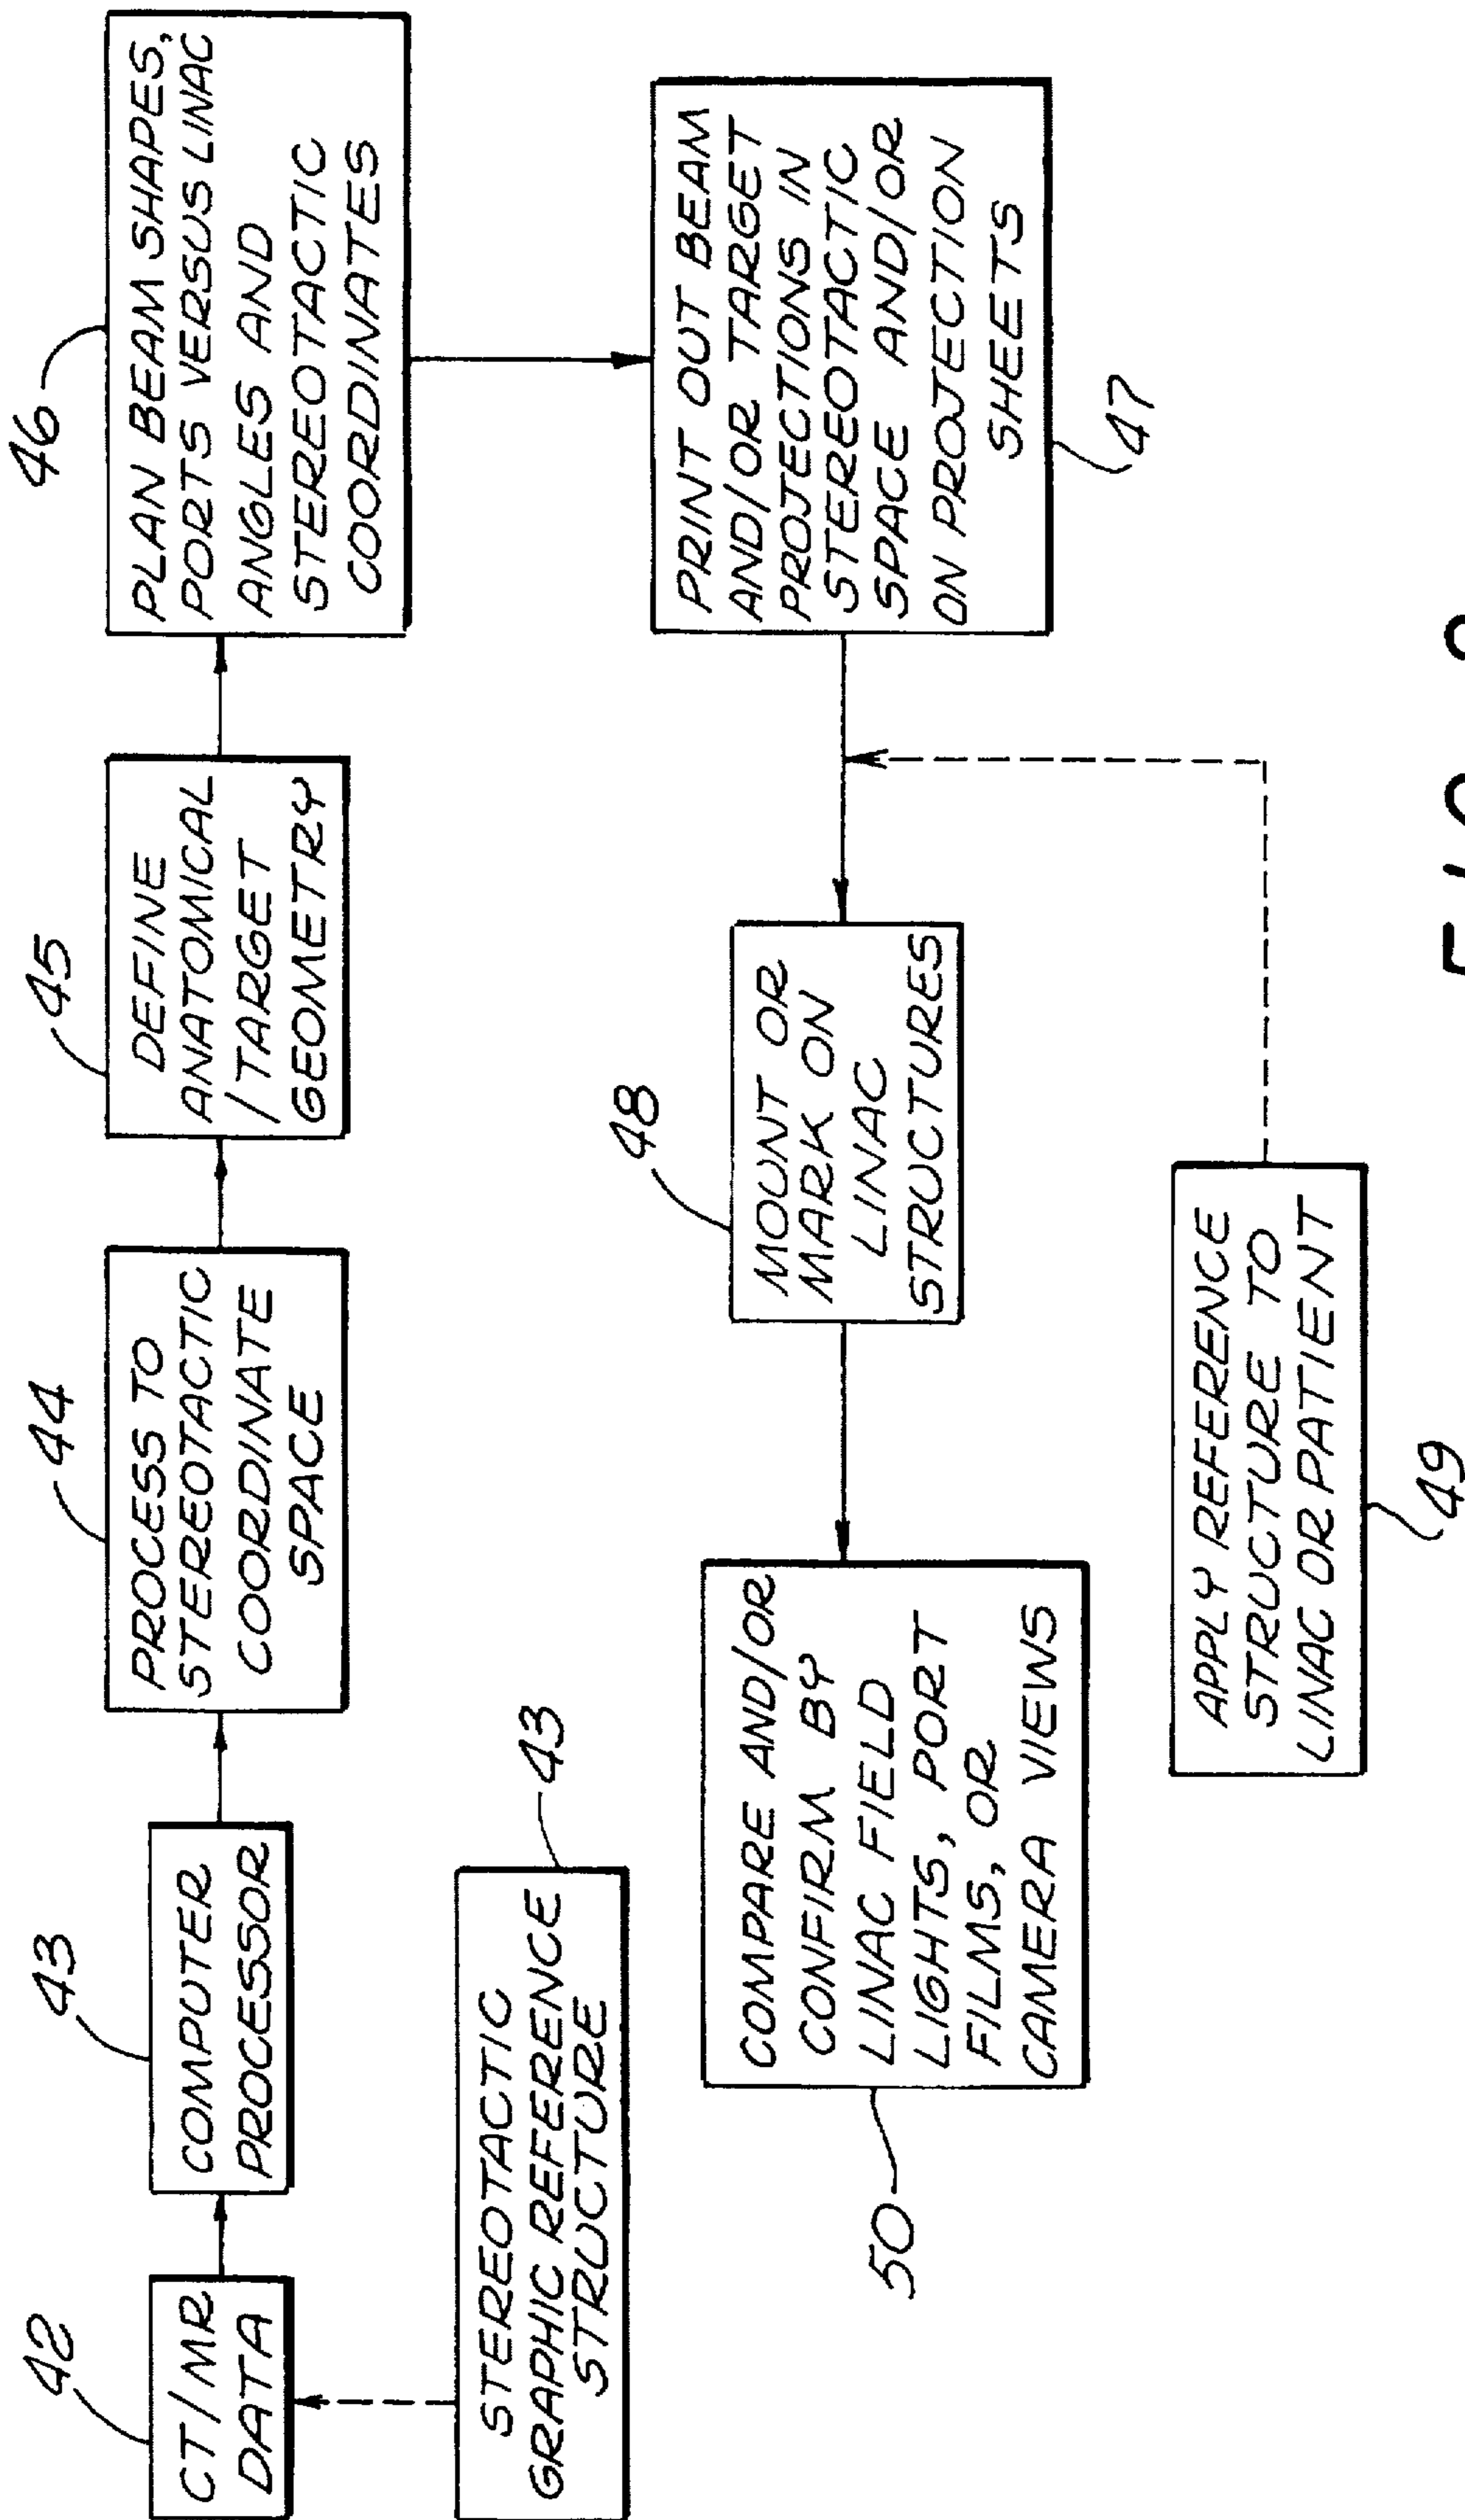 42
CT/MR
DATA
43
COMPUTER
PROCESSOR
STEREOTACTIC
GRAPHIC REFERENCE
STRUCTURE
43
44
PROCESS TO
STEREOTACTIC
COORDINATE
SPACE
45
DEFINE
ANATOMICAL
/TARGET
GEOMETRY
46
PLAN BEAM SHAPES,
PORTS VERSUS LINAC
ANGLES AND
STEREOTACTIC
COORDINATES
PRINT OUT BEAM
AND/OR TARGET
PROJECTIONS IN
STEREOTACTIC
SPACE AND/OR
ON PROJECTION
SHEETS
47
48
MOUNT OR
MARK ON
LINAC
STRUCTURES
APPLY REFERENCE
STRUCTURE TO
LINAC OR PATIENT
49
COMPARE AND/OR
CONFIRM BY
LINAC FIELD
LIGHTS, PORT
FILMS, OR
CAMERA VIEWS
50